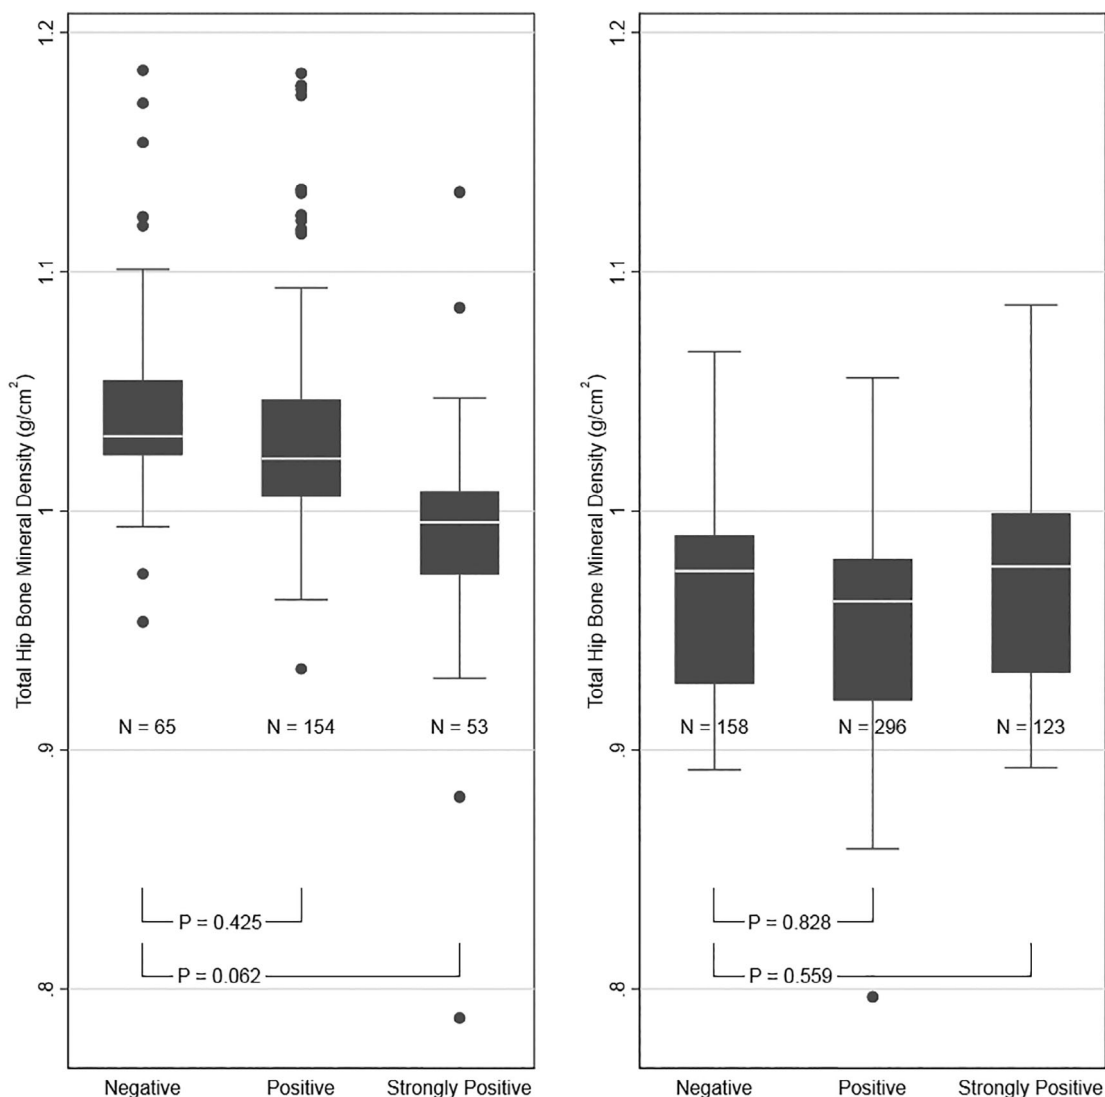 Total Hip Bone Mineral Density (g/cm²)
1.2
1.1
1
.9
.8
N = 65 N = 154 N = 53
P = 0.425
P = 0.062
Negative Positive Strongly Positive
Total Hip Bone Mineral Density (g/cm²)
1.2
1.1
1
.9
.8
N = 158 N = 296 N = 123
P = 0.828
P = 0.559
Negative Positive Strongly Positive